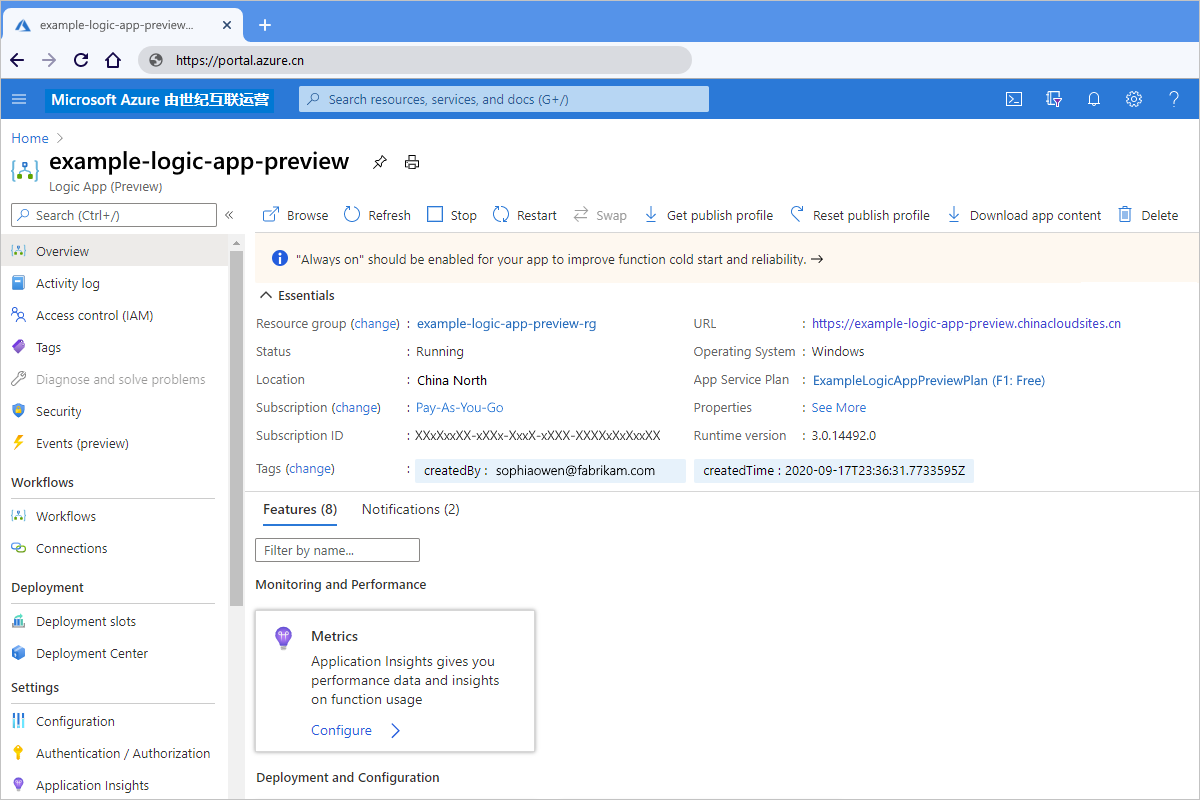 example-logic-app-preview...
https://portal.azure.cn
Microsoft Azure 由世纪互联运营
Search resources, services, and docs (G+/)
Home
example-logic-app-preview
Logic App (Preview)
Search (Ctrl+/)
Browse
Refresh
Stop
Restart
Swap
Get publish profile
Reset publish profile
Download app content
Delete
Overview
Activity log
Access control (IAM)
Tags
Diagnose and solve problems
Security
Events (preview)
Workflows
Workflows
Connections
Deployment
Deployment slots
Deployment Center
Settings
Configuration
Authentication / Authorization
Application Insights
"Always on" should be enabled for your app to improve function cold start and reliability. →
Essentials
Resource group (change) : example-logic-app-preview-rg
Status : Running
Location : China North
Subscription (change) : Pay-As-You-Go
Subscription ID : XXxXxxXX-xXXx-XxxX-xXXX-XXXXxXxXxxXX
Tags (change) : createdBy : sophiaowen@fabrikam.com
createdTime : 2020-09-17T23:36:31.7733595Z
URL : https://example-logic-app-preview.chinacloudsites.cn
Operating System : Windows
App Service Plan : ExampleLogicAppPreviewPlan (F1: Free)
Properties : See More
Runtime version : 3.0.14492.0
Features (8)
Notifications (2)
Filter by name...
Monitoring and Performance
Metrics
Application Insights gives you
performance data and insights
on function usage
Configure
Deployment and Configuration